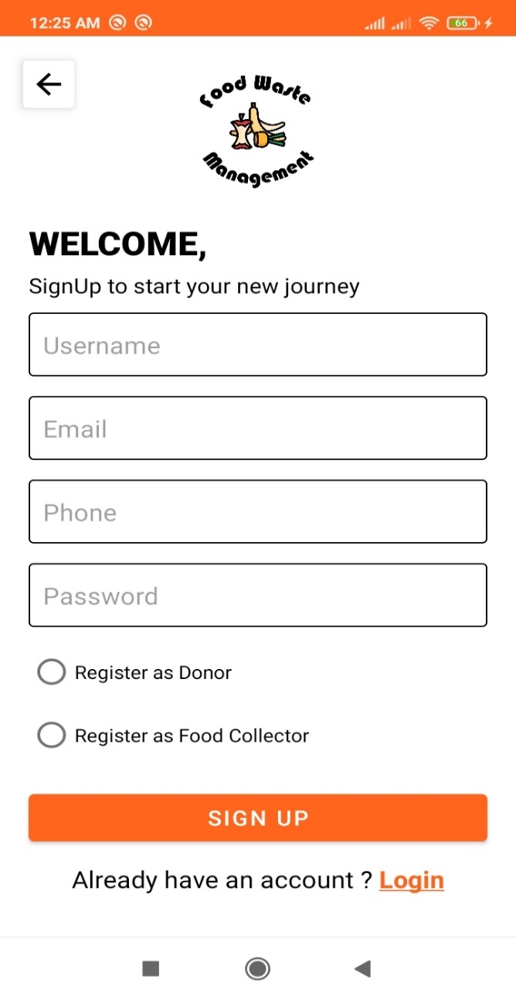 12:25 AM 66
Food Waste
Management
WELCOME,
SignUp to start your new journey
Username
Email
Phone
Password
Register as Donor
Register as Food Collector
SIGN UP
Already have an account ? Login